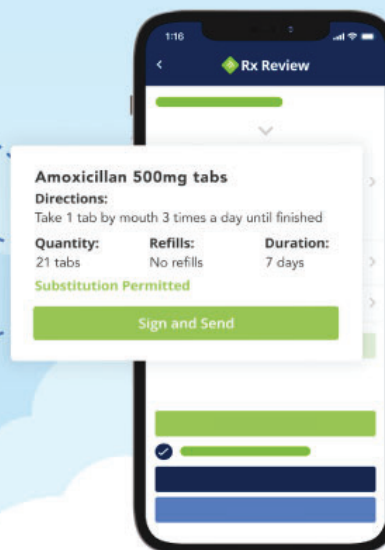 1:16
Rx Review
Amoxicillan 500mg tabs
Directions:
Take 1 tab by mouth 3 times a day until finished
Quantity: Refills: Duration:
21 tabs No refills 7 days
Substitution Permitted
Sign and Send